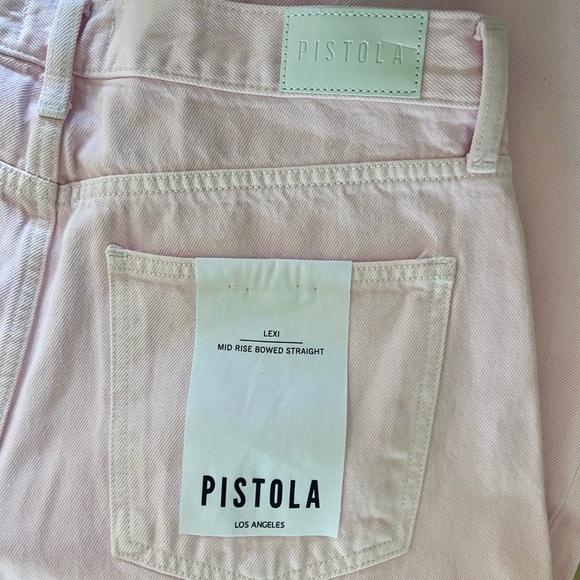 PISTOLA
LEXI
MID RISE BOWED STRAIGHT
PISTOLA
LOS ANGELES